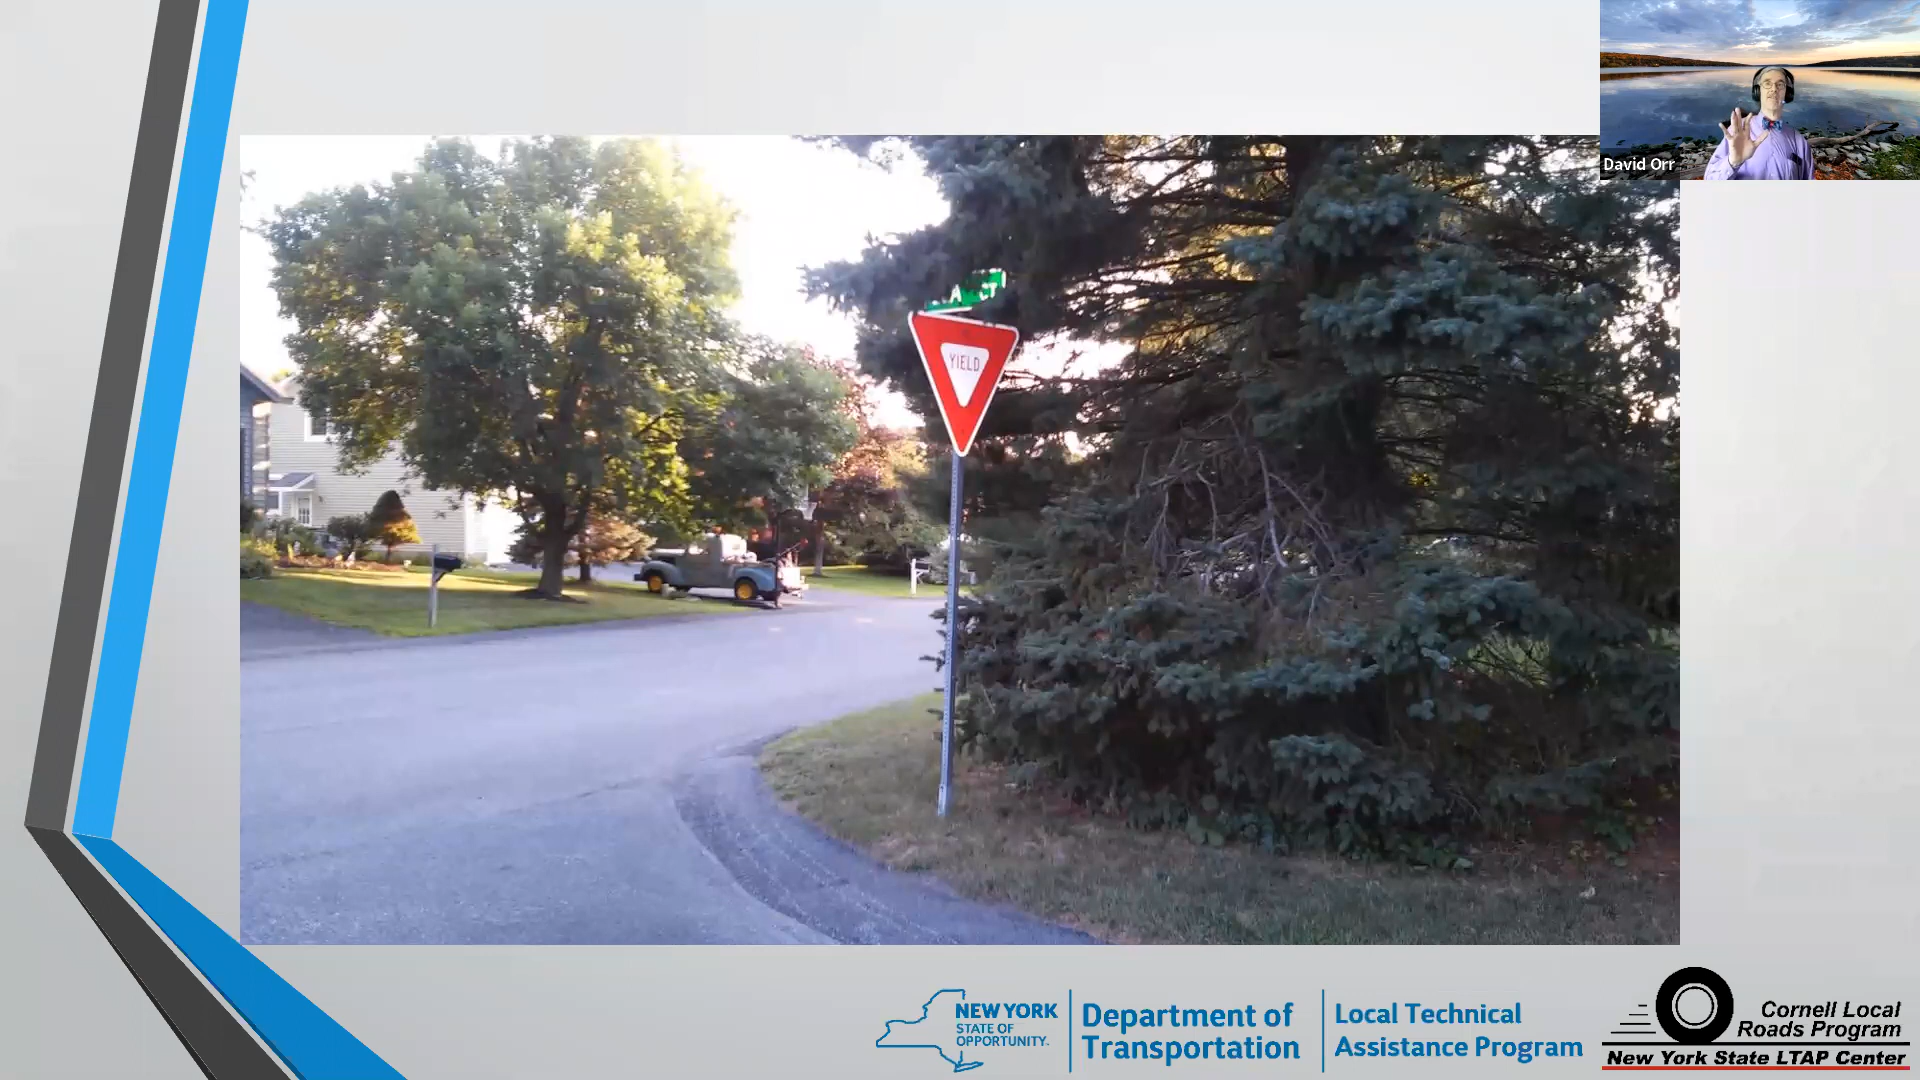 David Orr
YIELD
NEW YORK
STATE OF
OPPORTUNITY.
Department of
Transportation
Local Technical
Assistance Program
Cornell Local
Roads Program
New York State LTAP Center